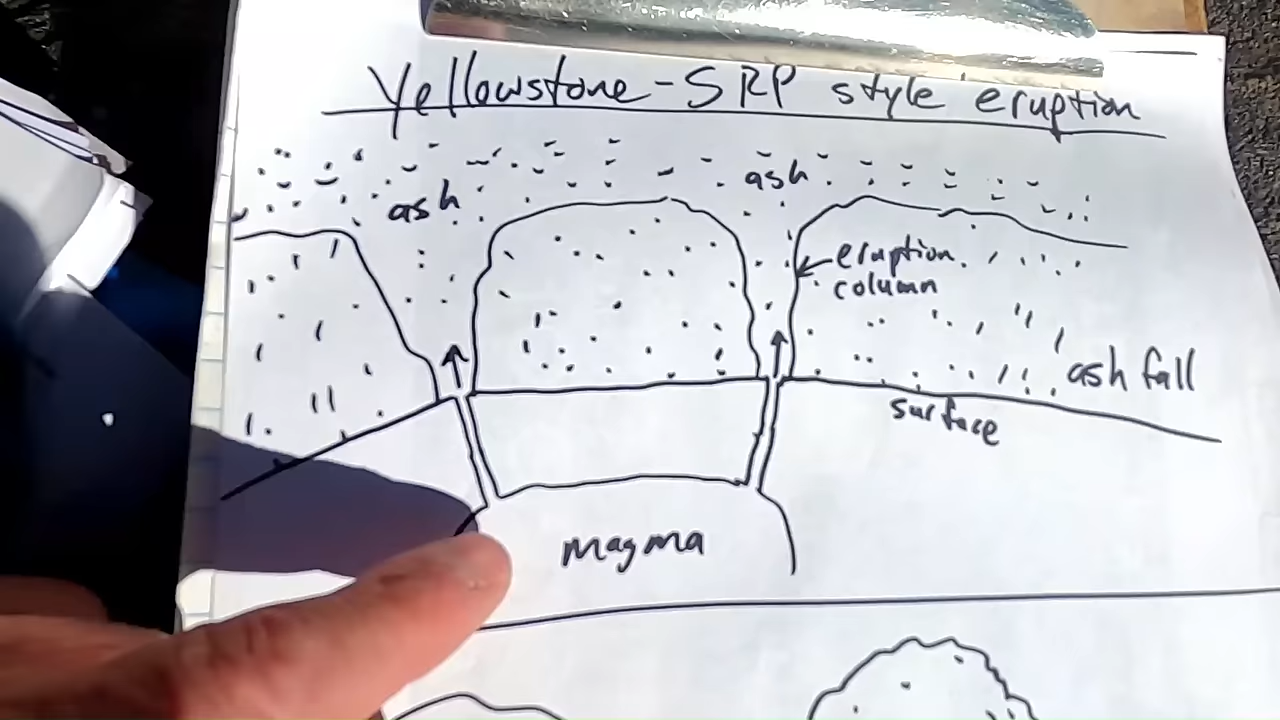 Yellowstone-SRP style eruption
ash
ash
eruption
column
ash fall
surface
magma